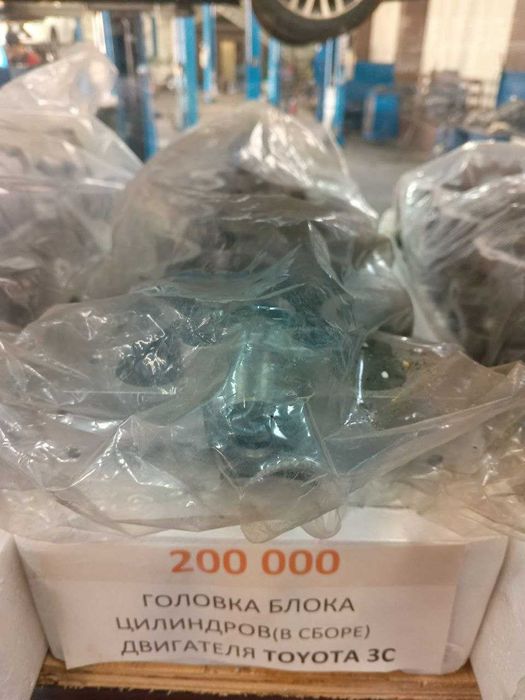 200 000
ГОЛОВКА БЛОКА
ЦИЛИНДРОВ(В СБОРЕ)
ДВИГАТЕЛЯ TOYOTA 3C